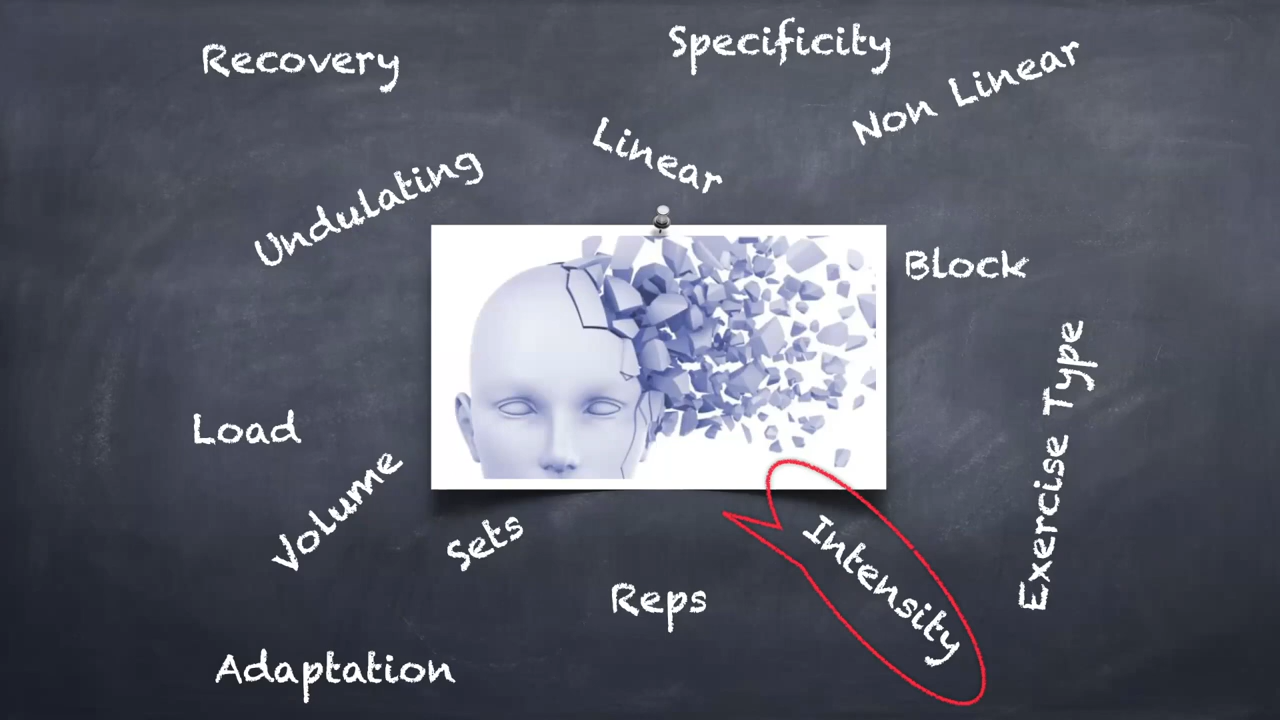 Recovery
Specificity
Non Linear
Linear
Undulating
Block
Load
Exercise Type
Volume
Sets
Intensity
Reps
Adaptation